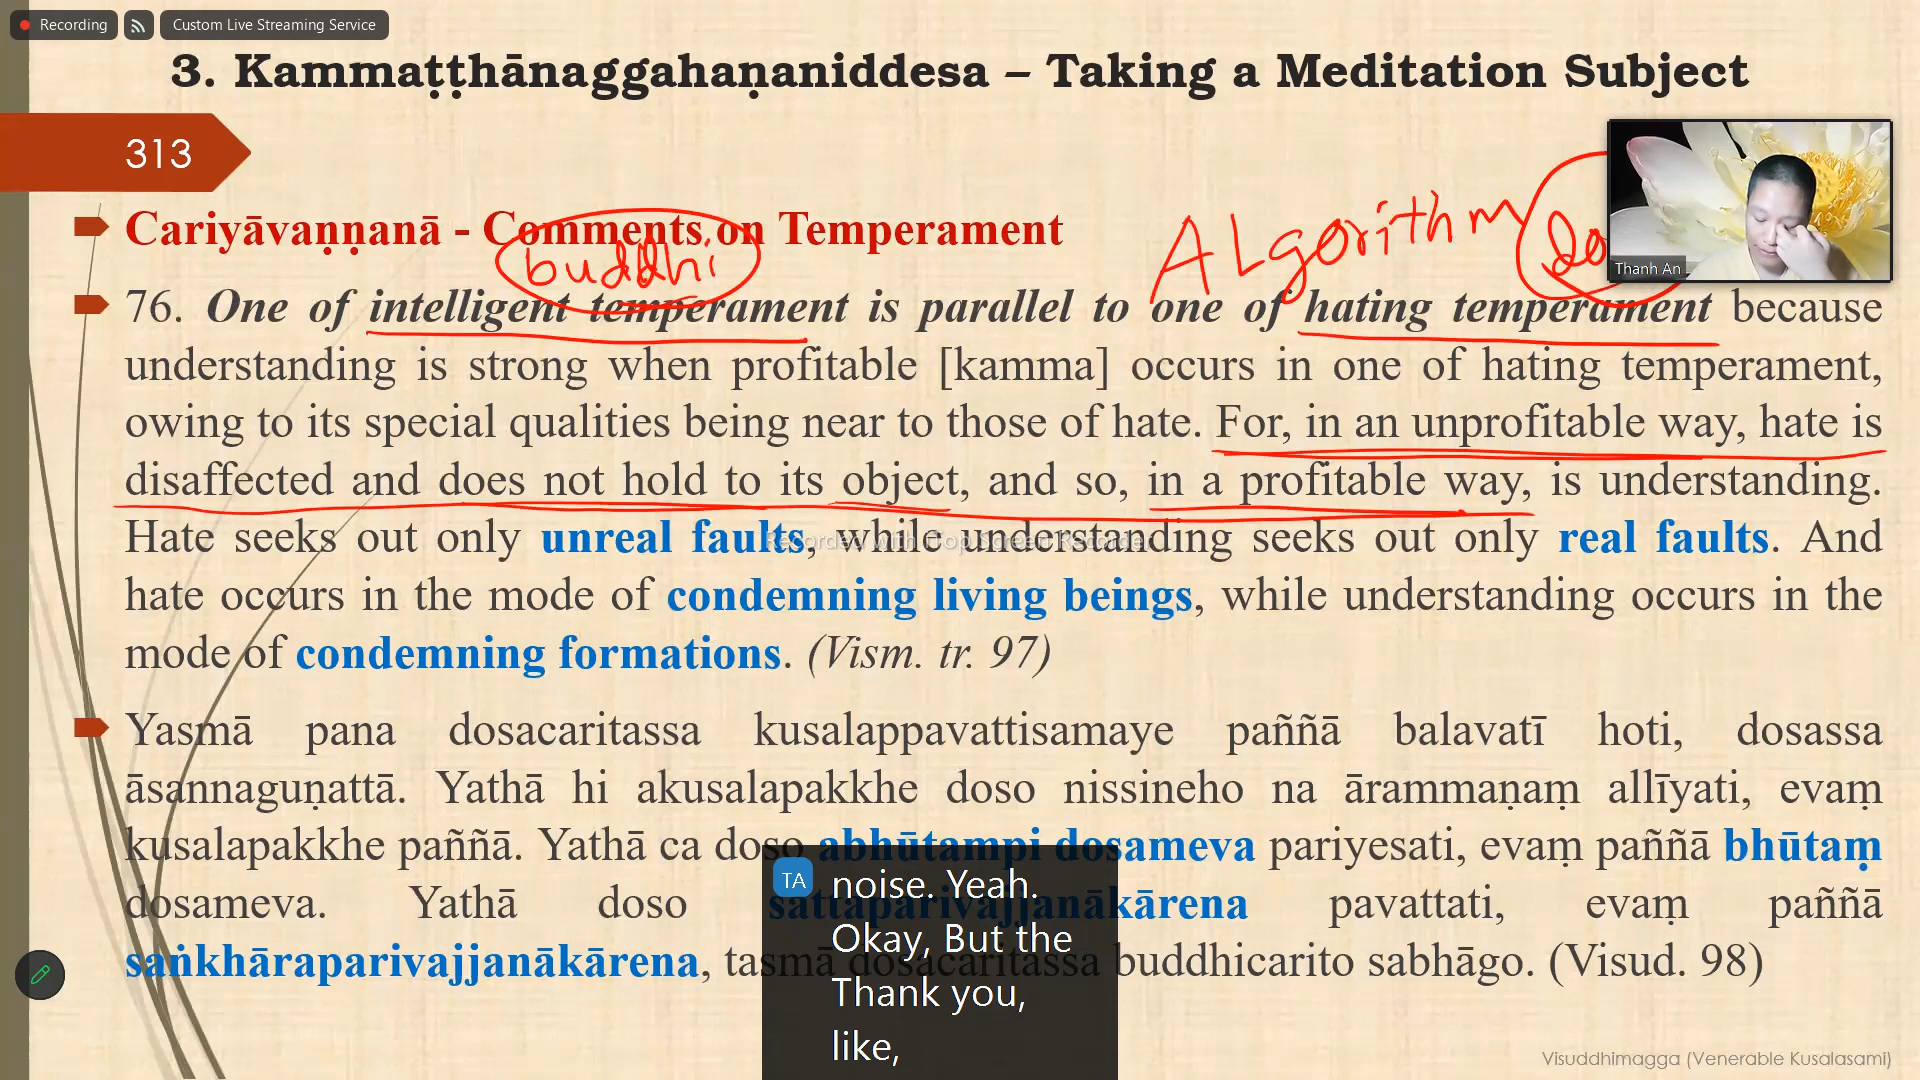 Recording
Custom Live Streaming Service
3. Kammaṭṭhānaggahaṇaniddesa – Taking a Meditation Subject
313
Thanh An
Cariyāvaṇṇanā - Comments on Temperament
buddhi
ALgorithm
76. One of intelligent temperament is parallel to one of hating temperament because
understanding is strong when profitable [kamma] occurs in one of hating temperament,
owing to its special qualities being near to those of hate. For, in an unprofitable way, hate is
disaffected and does not hold to its object, and so, in a profitable way, is understanding.
Hate seeks out only unreal faults, while understanding seeks out only real faults. And
Recorded with iTop Screen Recorder
hate occurs in the mode of condemning living beings, while understanding occurs in the
mode of condemning formations. (Vism. tr. 97)
Yasmā pana dosacaritassa kusalappavattisamaye paññā balavatī hoti, dosassa
āsannaguṇattā. Yathā hi akusalapakkhe doso nissineho na ārammaṇaṃ allīyati, evaṃ
kusalapakkhe paññā. Yathā ca doso abhūtampi dosameva pariyesati, evaṃ paññā bhūtaṃ
dosameva. Yathā doso sattaparivajjanākārena pavattati, evaṃ paññā
saṅkhāraparivajjanākārena, tasmā dosacaritassa buddhicarito sabhāgo. (Visud. 98)
TA
noise. Yeah.
Okay, But the
Thank you,
like,
Visuddhimagga (Venerable Kusalasami)